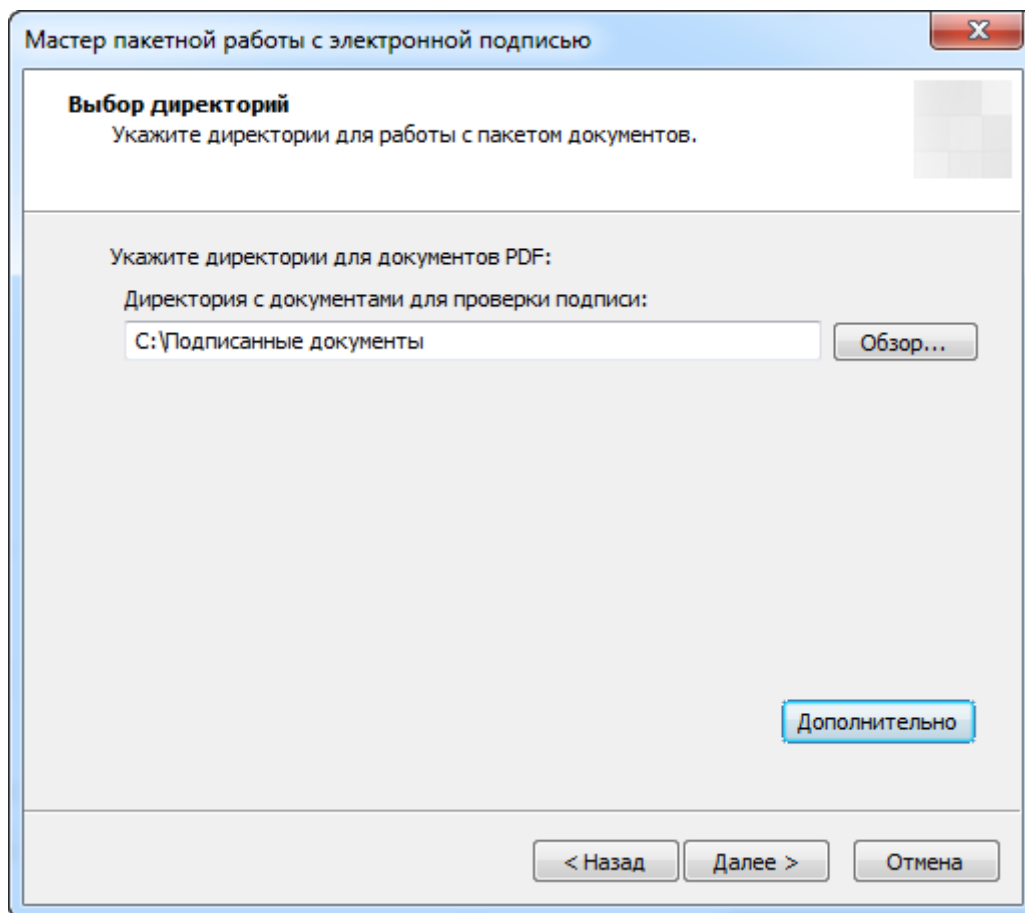 Мастер пакетной работы с электронной подписью
Выбор директорий
Укажите директории для работы с пакетом документов.
Укажите директории для документов PDF:
Директория с документами для проверки подписи:
C:\Подписанные документы
Обзор...
Дополнительно
< Назад
Далее >
Отмена